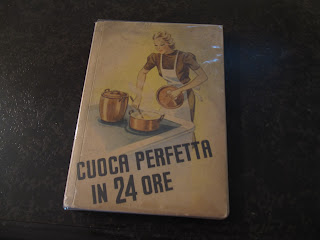 CUOCA PERFETTA
IN 24 ORE